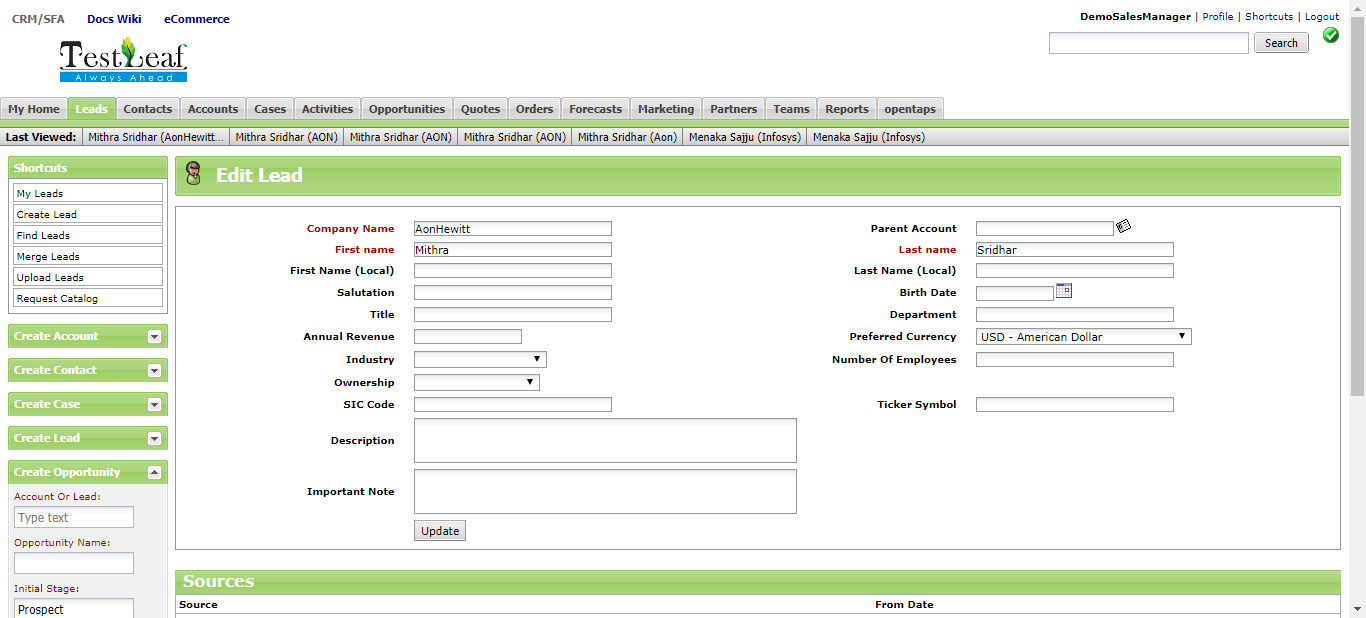 CRM/SFA Docs Wiki eCommerce
DemoSalesManager | Profile | Shortcuts | Logout
TestLeaf
Always Ahead
Search
My Home Leads Contacts Accounts Cases Activities Opportunities Quotes Orders Forecasts Marketing Partners Teams Reports opentaps
Last Viewed: Mithra Sridhar (AonHewitt... Mithra Sridhar (AON) Mithra Sridhar (AON) Mithra Sridhar (AON) Mithra Sridhar (Aon) Menaka Sajju (Infosys) Menaka Sajju (Infosys)
Shortcuts
My Leads
Create Lead
Find Leads
Merge Leads
Upload Leads
Request Catalog
Create Account
Create Contact
Create Case
Create Lead
Create Opportunity
Account Or Lead:
Type text
Opportunity Name:
Initial Stage:
Prospect
Edit Lead
Company Name AonHewitt Parent Account
First name Mithra Last name Sridhar
First Name (Local) Last Name (Local)
Salutation Birth Date
Title Department
Annual Revenue Preferred Currency USD - American Dollar
Industry Number Of Employees
Ownership
SIC Code Ticker Symbol
Description
Important Note
Update
Sources
Source From Date